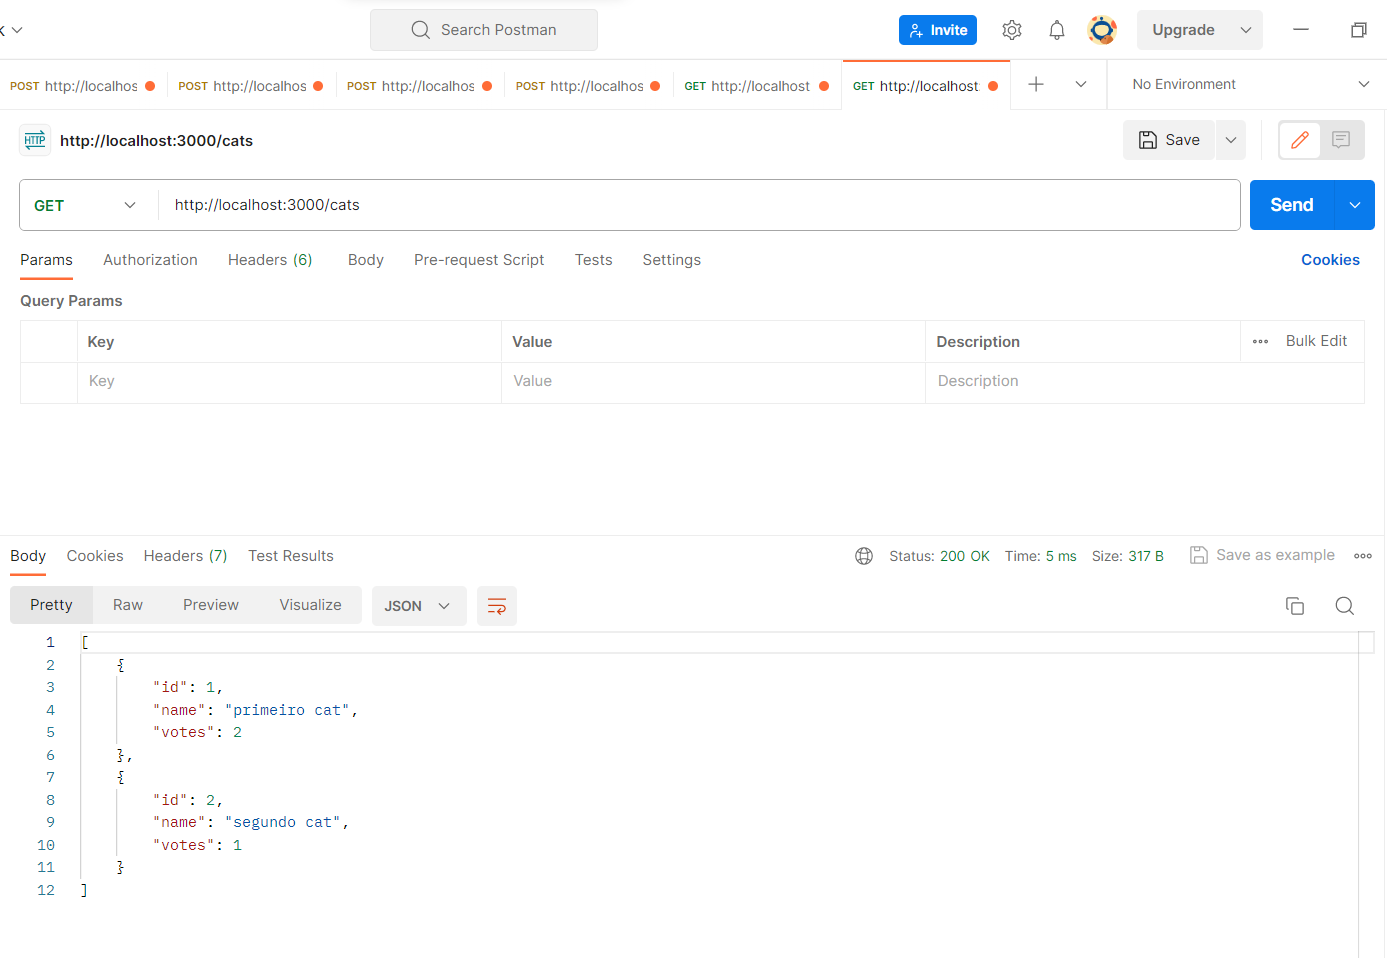 Search Postman
Invite
Upgrade
POST http://localhos
POST http://localhos
POST http://localhos
POST http://localhos
GET http://localhost
GET http://localhost
No Environment
HTTP http://localhost:3000/cats
Save
GET http://localhost:3000/cats
Send
Params Authorization Headers (6) Body Pre-request Script Tests Settings Cookies
Query Params
Key Value Description Bulk Edit
Key Value Description
Body Cookies Headers (7) Test Results Status: 200 OK Time: 5 ms Size: 317 B Save as example
Pretty Raw Preview Visualize JSON
1 [
2 {
3 "id": 1,
4 "name": "primeiro cat",
5 "votes": 2
6 },
7 {
8 "id": 2,
9 "name": "segundo cat",
10 "votes": 1
11 }
12 ]